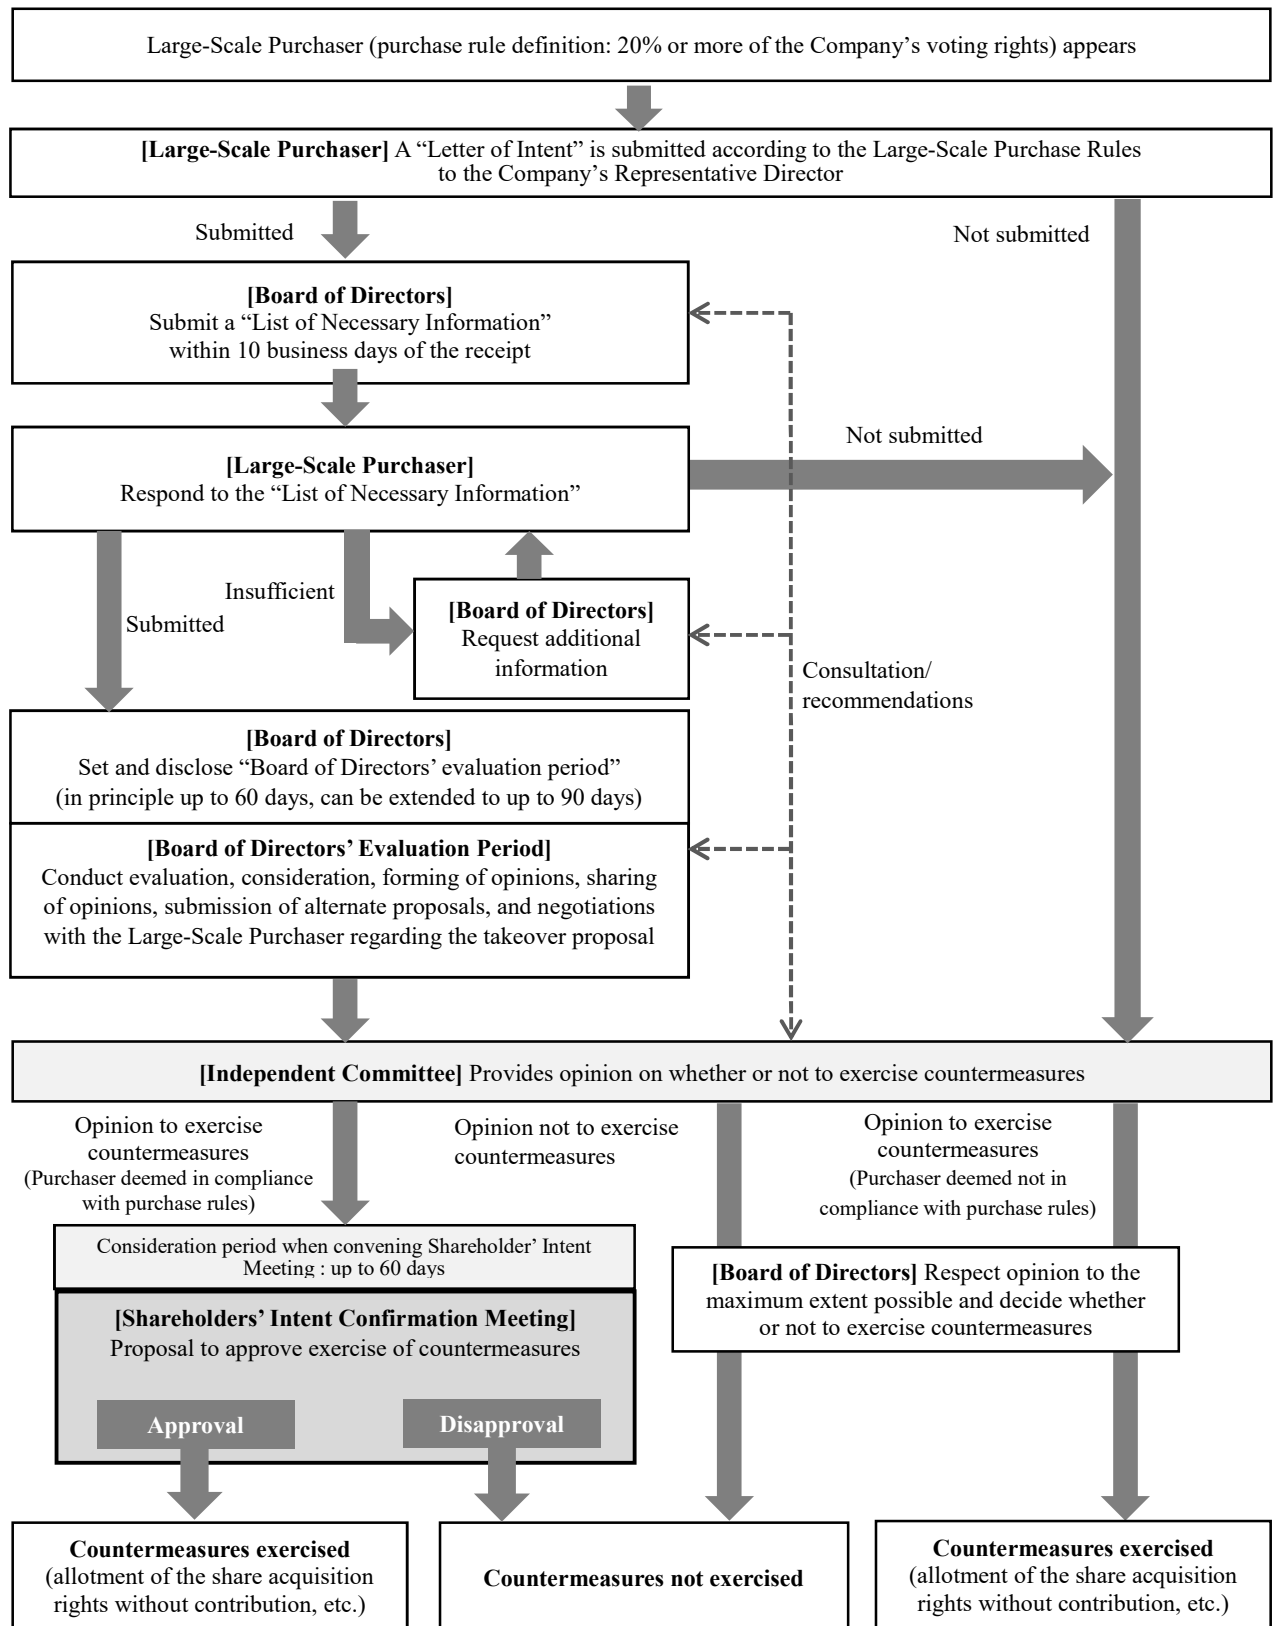 Large-Scale Purchaser (purchase rule definition: 20% or more of the Company’s voting rights) appears
[Large-Scale Purchaser] A “Letter of Intent” is submitted according to the Large-Scale Purchase Rules
to the Company’s Representative Director
Submitted
Not submitted
[Board of Directors]
Submit a “List of Necessary Information”
within 10 business days of the receipt
Not submitted
[Large-Scale Purchaser]
Respond to the “List of Necessary Information”
Insufficient
Submitted
[Board of Directors]
Request additional
information
Consultation/
recommendations
[Board of Directors]
Set and disclose “Board of Directors’ evaluation period”
(in principle up to 60 days, can be extended to up to 90 days)
[Board of Directors’ Evaluation Period]
Conduct evaluation, consideration, forming of opinions, sharing
of opinions, submission of alternate proposals, and negotiations
with the Large-Scale Purchaser regarding the takeover proposal
[Independent Committee] Provides opinion on whether or not to exercise countermeasures
Opinion to exercise
countermeasures
(Purchaser deemed in compliance
with purchase rules)
Opinion not to exercise
countermeasures
Opinion to exercise
countermeasures
(Purchaser deemed not in
compliance with purchase rules)
Consideration period when convening Shareholder’ Intent
Meeting : up to 60 days
[Board of Directors] Respect opinion to the
maximum extent possible and decide whether
or not to exercise countermeasures
[Shareholders’ Intent Confirmation Meeting]
Proposal to approve exercise of countermeasures
Approval
Disapproval
Countermeasures exercised
(allotment of the share acquisition
rights without contribution, etc.)
Countermeasures not exercised
Countermeasures exercised
(allotment of the share acquisition
rights without contribution, etc.)